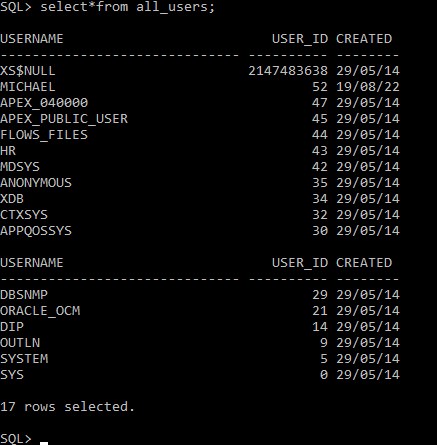 SQL> select*from all_users;
USERNAME                          USER_ID CREATED
------------------------------ ---------- --------
XS$NULL                        2147483638 29/05/14
MICHAEL                                52 19/08/22
APEX_040000                            47 29/05/14
APEX_PUBLIC_USER                       45 29/05/14
FLOWS_FILES                            44 29/05/14
HR                                     43 29/05/14
MDSYS                                  42 29/05/14
ANONYMOUS                              35 29/05/14
XDB                                    34 29/05/14
CTXSYS                                 32 29/05/14
APPQOSSYS                              30 29/05/14
USERNAME                          USER_ID CREATED
------------------------------ ---------- --------
DBSNMP                                 29 29/05/14
ORACLE_OCM                             21 29/05/14
DIP                                    14 29/05/14
OUTLN                                   9 29/05/14
SYSTEM                                  5 29/05/14
SYS                                     0 29/05/14
17 rows selected.
SQL> _